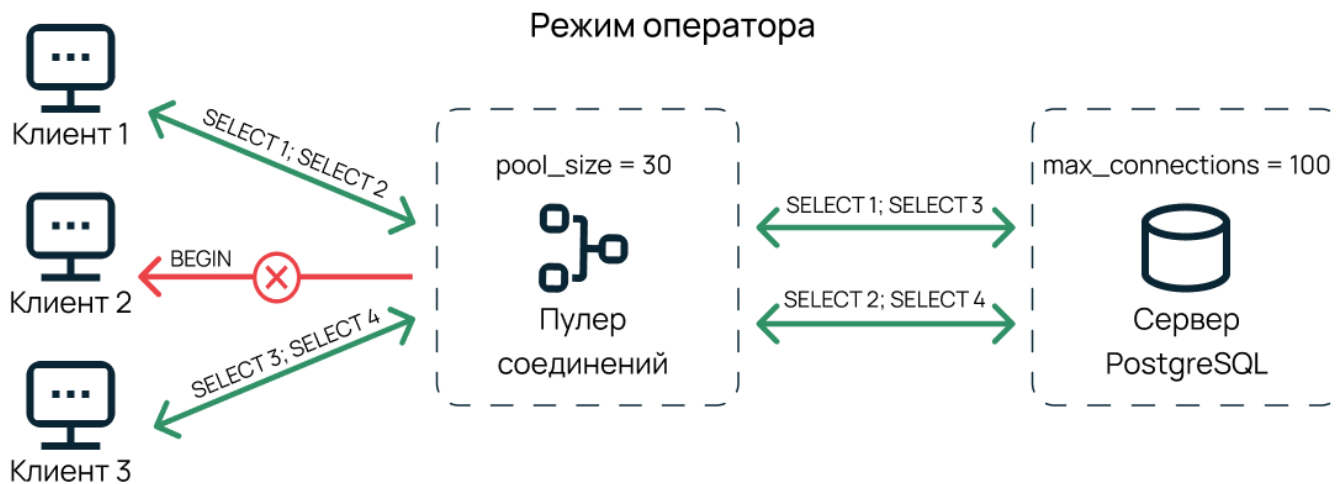 Режим оператора
Клиент 1
SELECT 1; SELECT 2
Клиент 2
BEGIN
Клиент 3
SELECT 3; SELECT 4
pool_size = 30
Пулер
соединений
SELECT 1; SELECT 3
SELECT 2; SELECT 4
max_connections = 100
Сервер
PostgreSQL